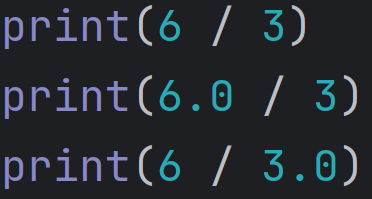 print(6 / 3)
print(6.0 / 3)
print(6 / 3.0)